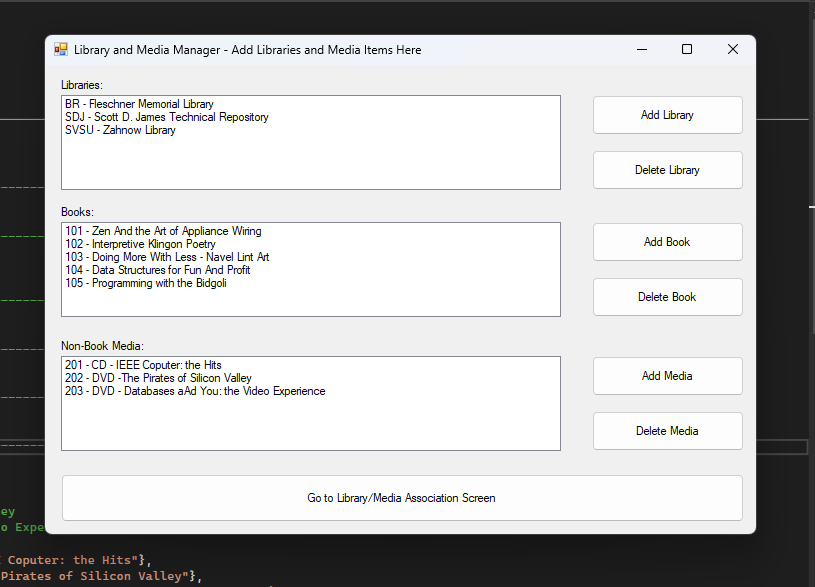 Library and Media Manager - Add Libraries and Media Items Here
Libraries:
BR - Fleschner Memorial Library
SDJ - Scott D. James Technical Repository
SVSU - Zahnow Library
Add Library
Delete Library
Books:
101 - Zen And the Art of Appliance Wiring
102 - Interpretive Klingon Poetry
103 - Doing More With Less - Navel Lint Art
104 - Data Structures for Fun And Profit
105 - Programming with the Bidgoli
Add Book
Delete Book
Non-Book Media:
201 - CD - IEEE Coputer: the Hits
202 - DVD -The Pirates of Silicon Valley
203 - DVD - Databases aAd You: the Video Experience
Add Media
Delete Media
Go to Library/Media Association Screen
ey
o Expe
Coputer: the Hits"},
Pirates of Silicon Valley"},